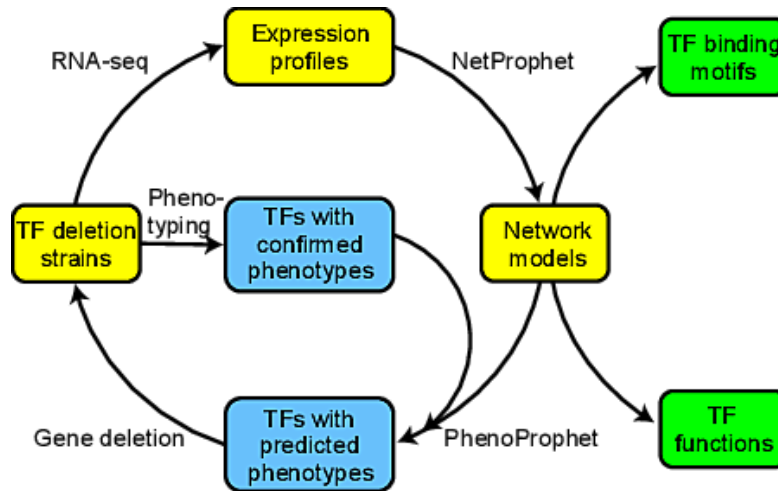 Expression
profiles
RNA-seq
NetProphet
TF binding
motifs
Pheno-
typing
TF deletion
strains
TFs with
confirmed
phenotypes
Network
models
Gene deletion
TFs with
predicted
phenotypes
PhenoProphet
TF
functions